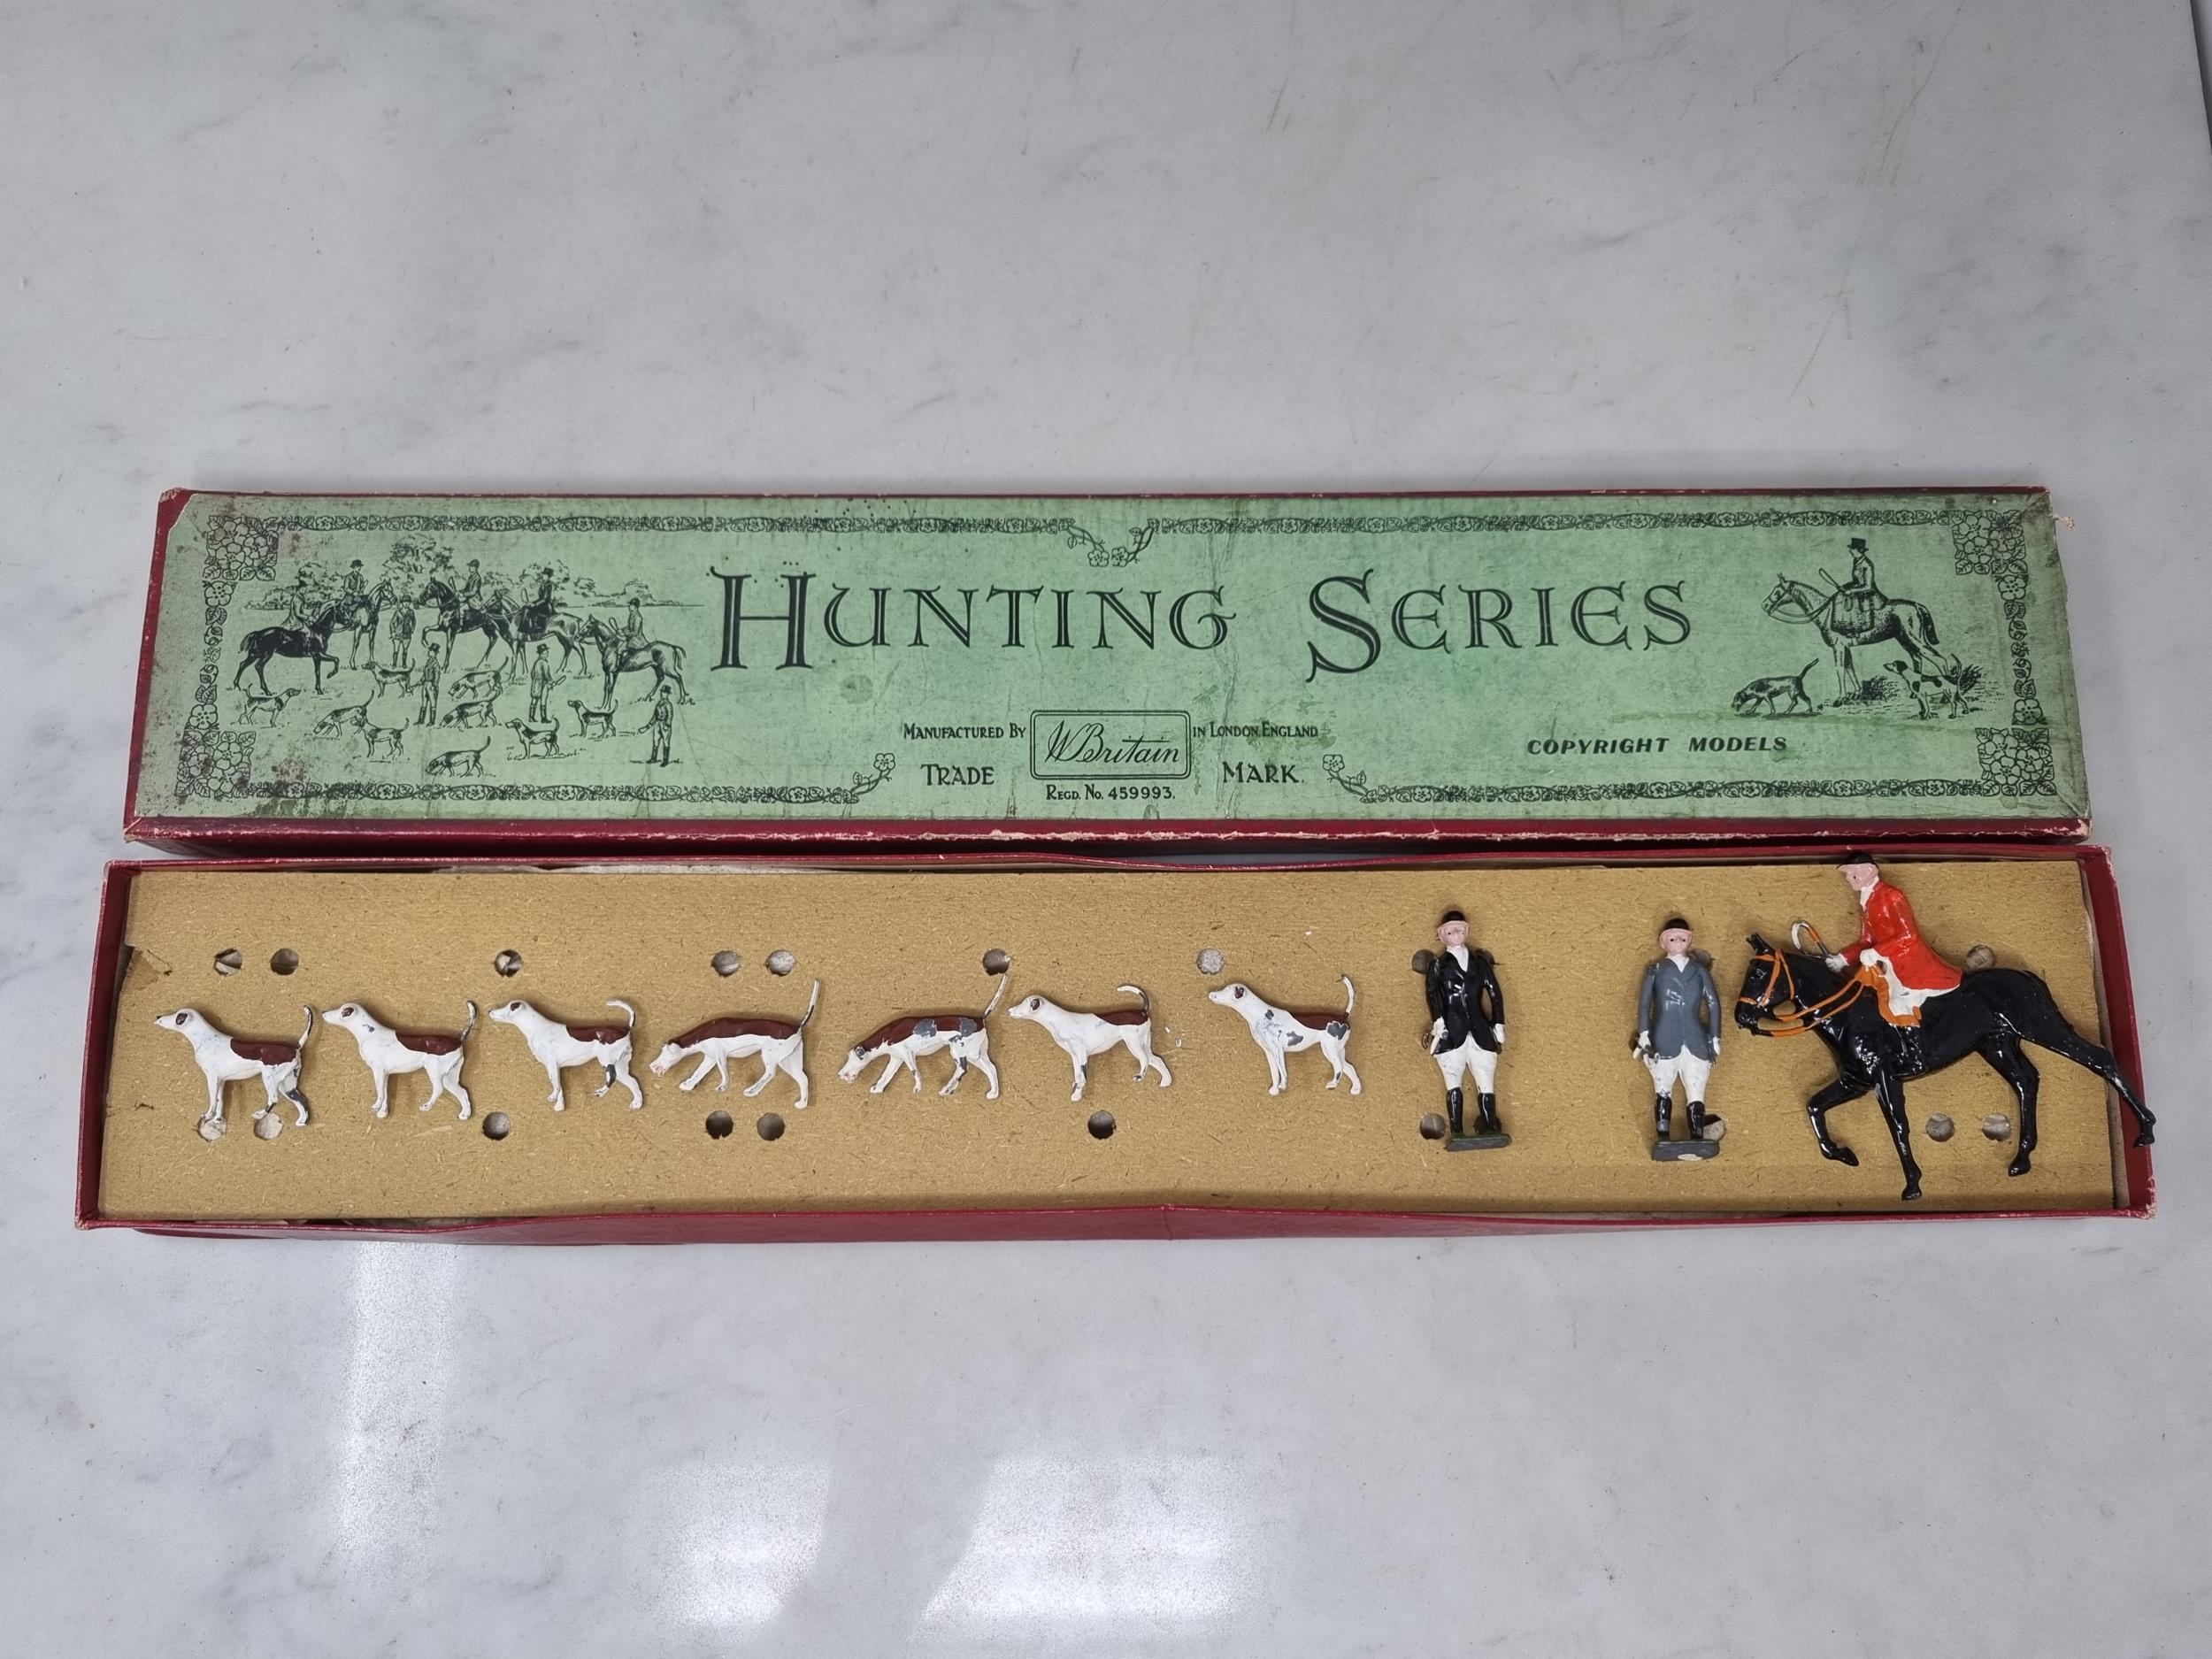 HUNTING SERIES
MANUFACTURED BY W Britain IN LONDON, ENGLAND
TRADE MARK.
REGD. No. 459993.
COPYRIGHT MODELS